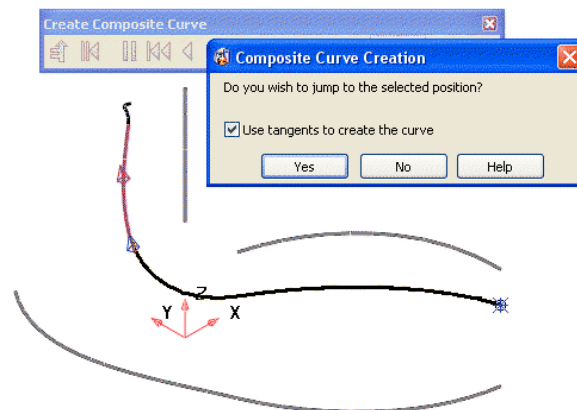 Create Composite Curve
Composite Curve Creation
Do you wish to jump to the selected position?
Use tangents to create the curve
Yes No Help
Z
Y X